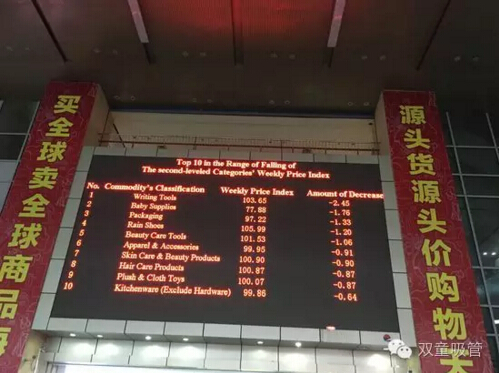 买全球卖全球商品海
Top 10 in the Range of Falling of
The second-leveled Categories' Weekly Price Index
No. Commodity's Classification Weekly Price Index Amount of Decrease
1 Writing Tools 103.65 -2.45
2 Baby Supplies 77.88 -1.76
3 Packaging 97.22 -1.33
4 Rain Shoes 105.99 -1.20
5 Beauty Care Tools 101.53 -1.06
6 Apparel & Accessories 99.95 -0.91
7 Skin Care & Beauty Products 100.90 -0.90
8 Hair Care Products 100.87 -0.87
9 Plush & Cloth Toys 100.07 -0.87
10 Kitchenware (Exclude Hardware) 99.86 -0.64
源头货源头价购物
双童吸管